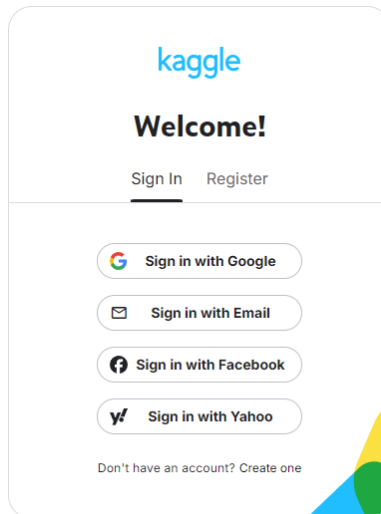 kaggle
Welcome!
Sign In Register
Sign in with Google
Sign in with Email
Sign in with Facebook
Sign in with Yahoo
Don't have an account? Create one